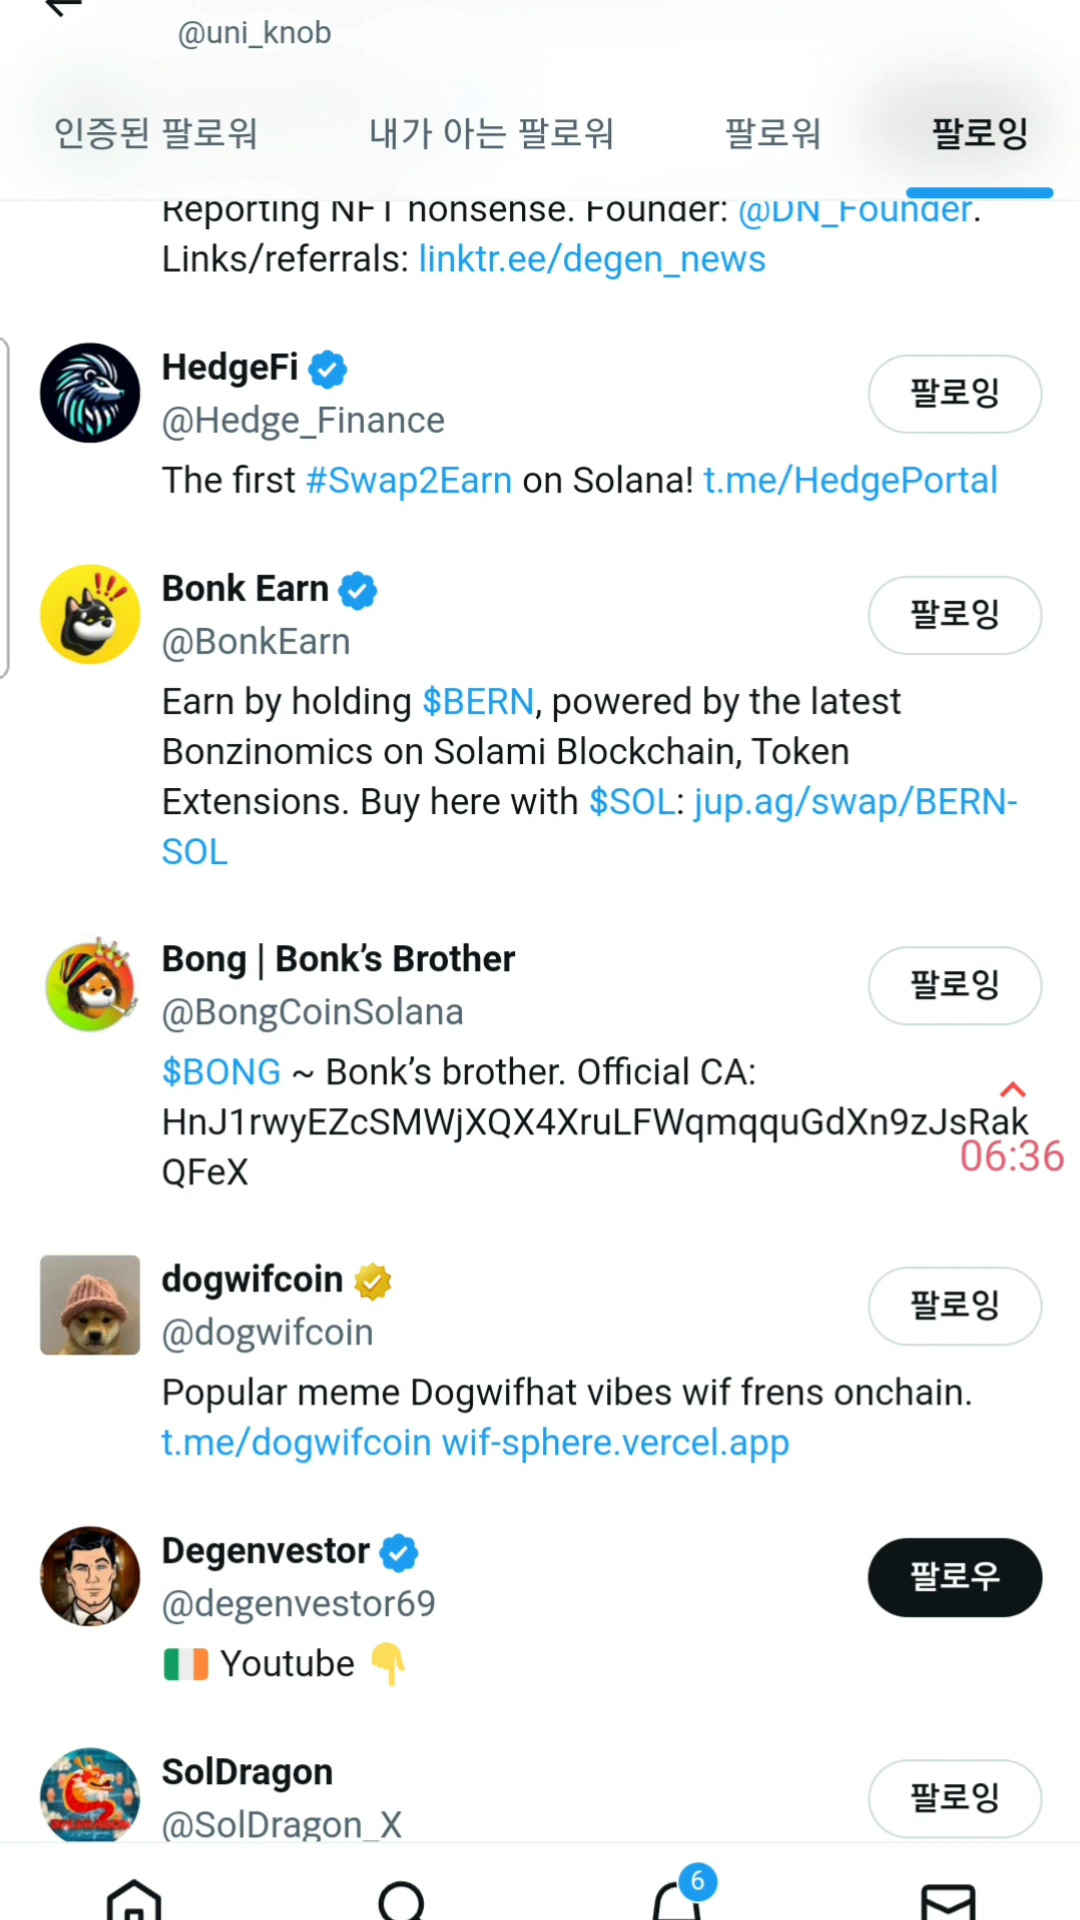 @uni_knob
인증된 팔로워 내가 아는 팔로워 팔로워 팔로잉
Reporting NFT nonsense. Founder: @DN_Founder.
Links/referrals: linktr.ee/degen_news
HedgeFi
@Hedge_Finance
팔로잉
The first #Swap2Earn on Solana! t.me/HedgePortal
Bonk Earn
@BonkEarn
팔로잉
Earn by holding $BERN, powered by the latest
Bonzinomics on Solami Blockchain, Token
Extensions. Buy here with $SOL: jup.ag/swap/BERN-
SOL
Bong | Bonk’s Brother
@BongCoinSolana
팔로잉
$BONG ~ Bonk’s brother. Official CA:
HnJ1rwyEZcSMWjXQX4XruLFWqmqquGdXn9zJsRak
QFeX
06:36
dogwifcoin
@dogwifcoin
팔로잉
Popular meme Dogwifhat vibes wif frens onchain.
t.me/dogwifcoin wif-sphere.vercel.app
Degenvestor
@degenvestor69
팔로우
🇮🇪 Youtube 👇
SolDragon
@SolDragon_X
팔로잉
6